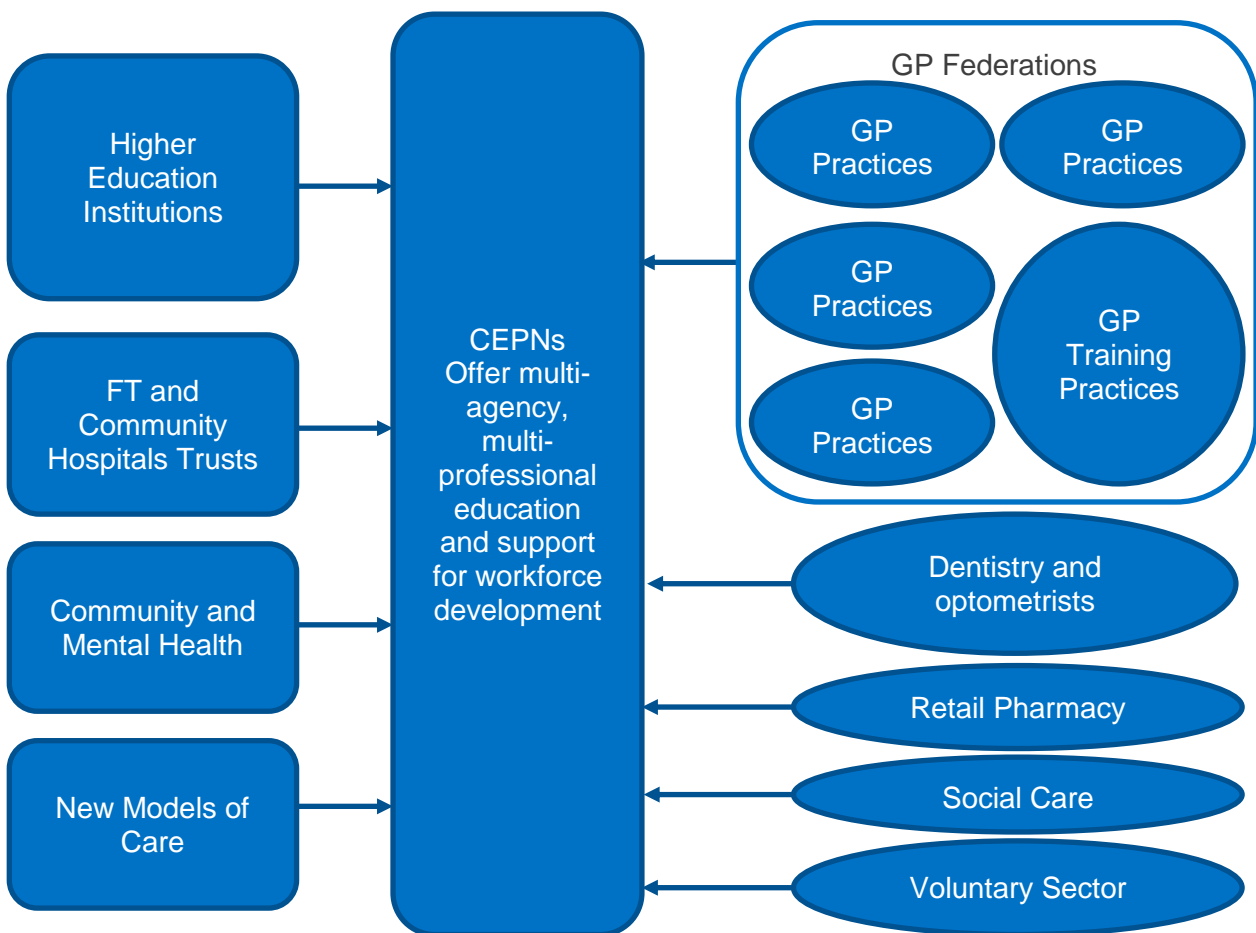 Higher
Education
Institutions
FT and
Community
Hospitals Trusts
Community and
Mental Health
New Models of
Care
CEPNs
Offer multi-
agency,
multi-
professional
education
and support
for workforce
development
GP Federations
GP
Practices
GP
Practices
GP
Practices
GP
Training
Practices
GP
Practices
Dentistry and
optometrists
Retail Pharmacy
Social Care
Voluntary Sector